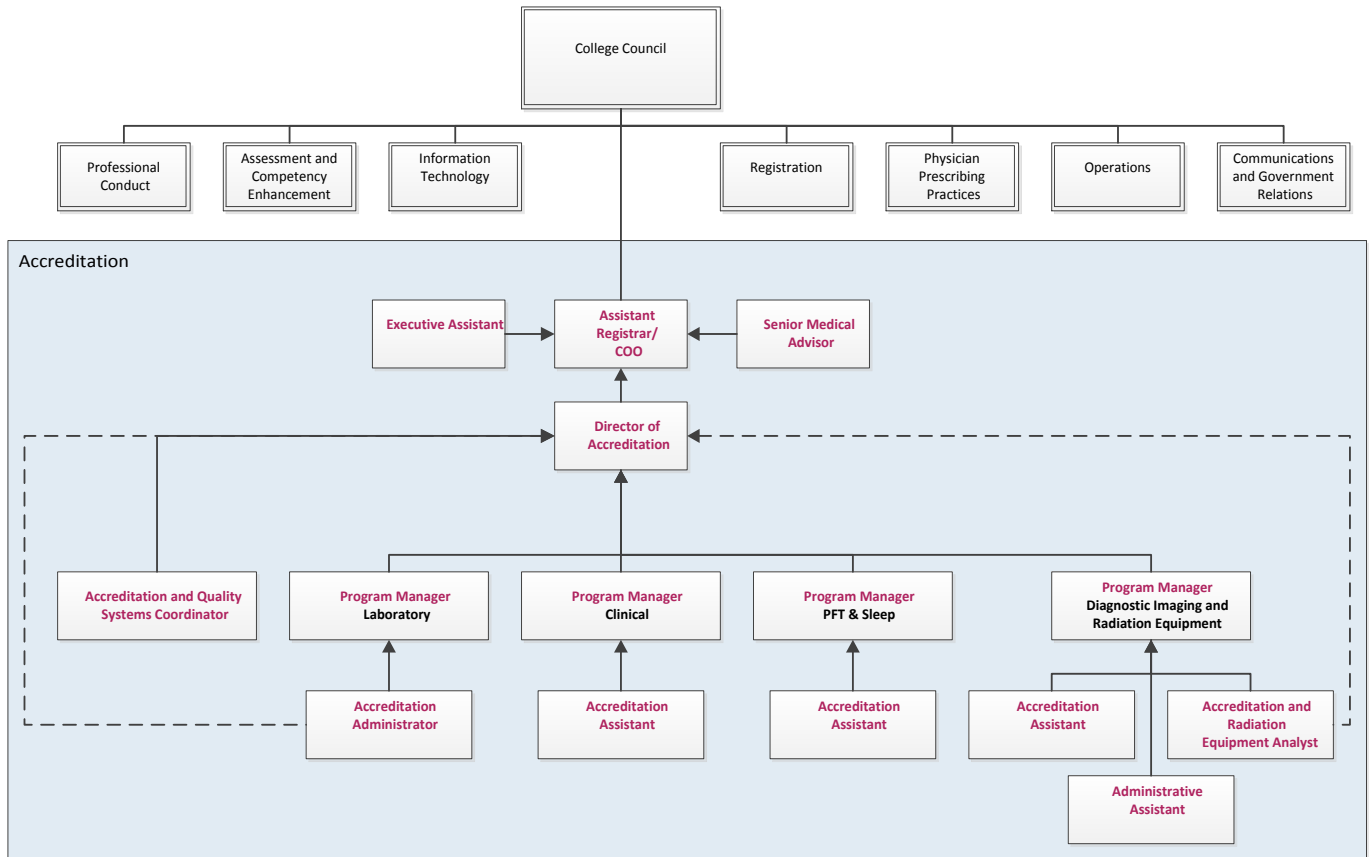 College Council
Professional
Conduct
Assessment and
Competency
Enhancement
Information
Technology
Registration
Physician
Prescribing
Practices
Operations
Communications
and Government
Relations
Accreditation
Executive Assistant
Assistant
Registrar/
COO
Senior Medical
Advisor
Director of
Accreditation
Accreditation and Quality
Systems Coordinator
Program Manager
Laboratory
Program Manager
Clinical
Program Manager
PFT & Sleep
Program Manager
Diagnostic Imaging and
Radiation Equipment
Accreditation
Administrator
Accreditation
Assistant
Accreditation
Assistant
Accreditation
Assistant
Accreditation and
Radiation
Equipment Analyst
Administrative
Assistant